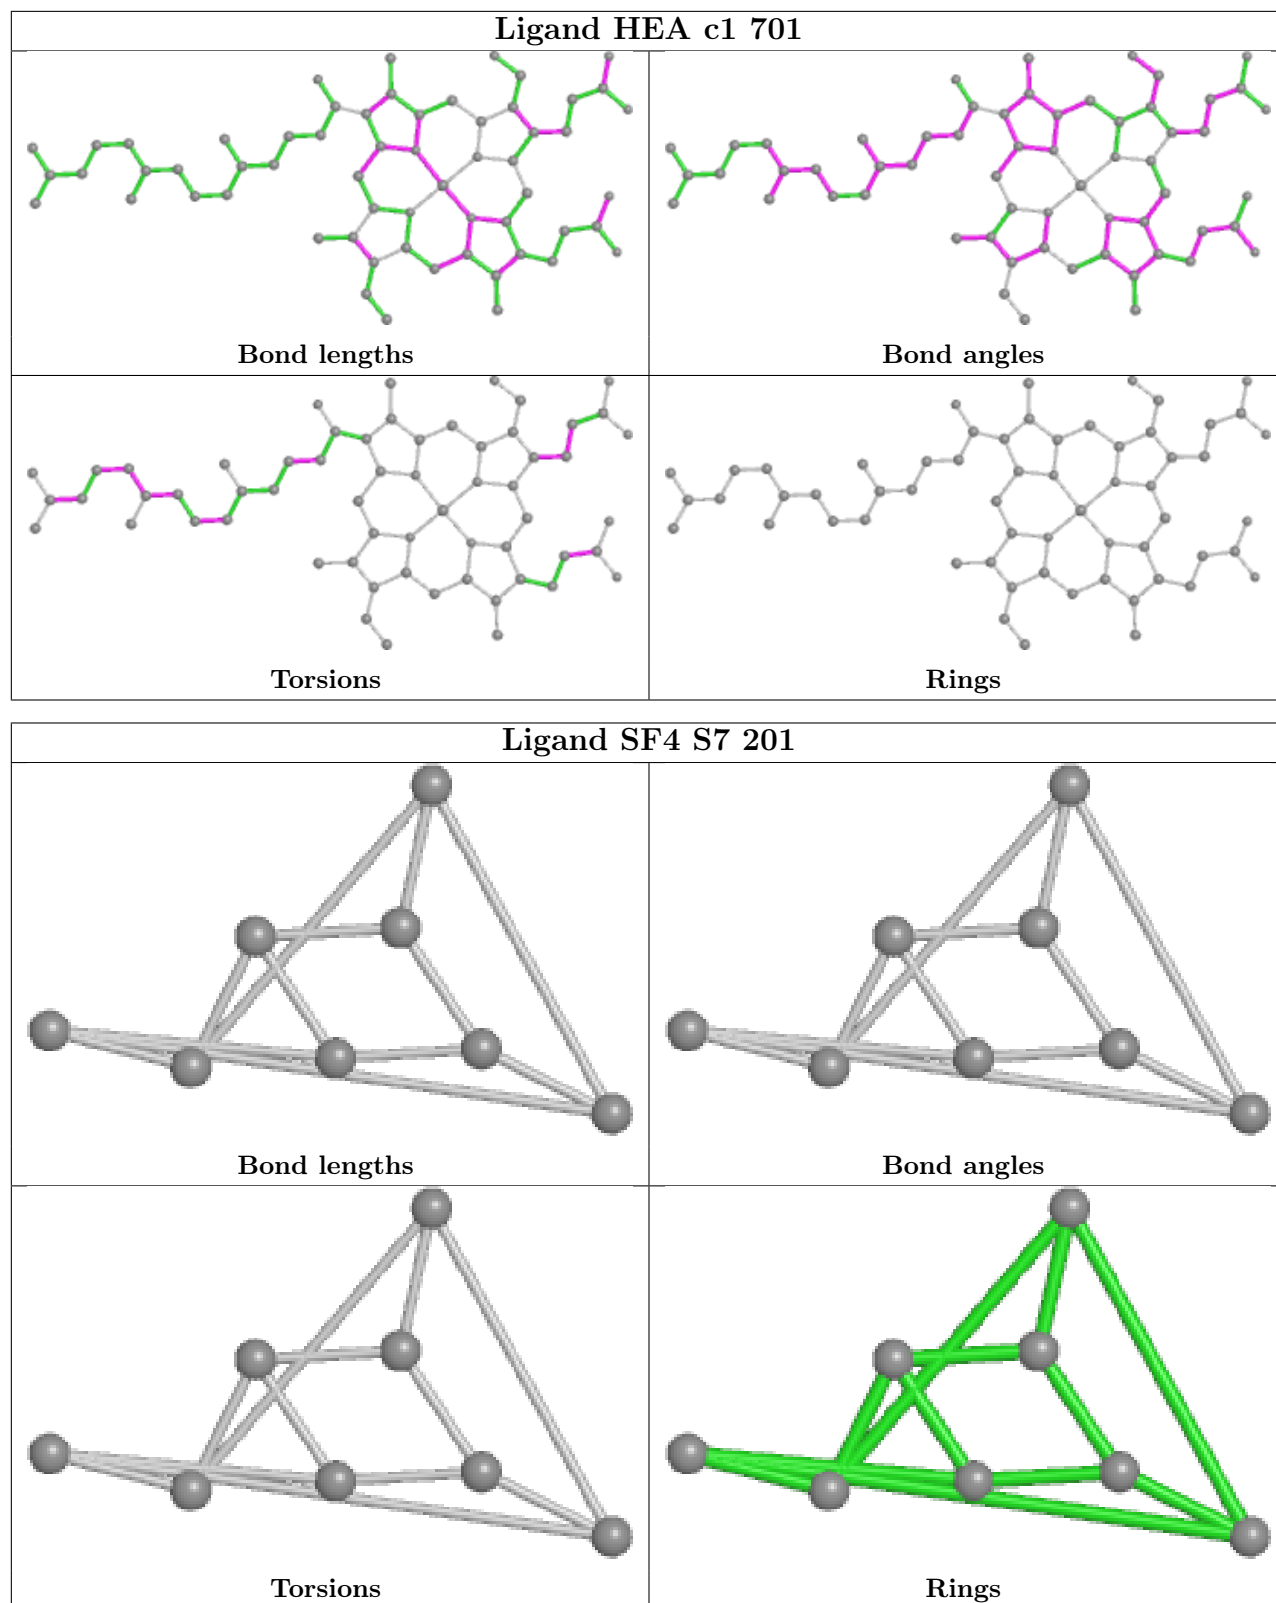 Ligand HEA c1 701
Bond lengths
Bond angles
Torsions
Rings
Ligand SF4 S7 201
Bond lengths
Bond angles
Torsions
Rings